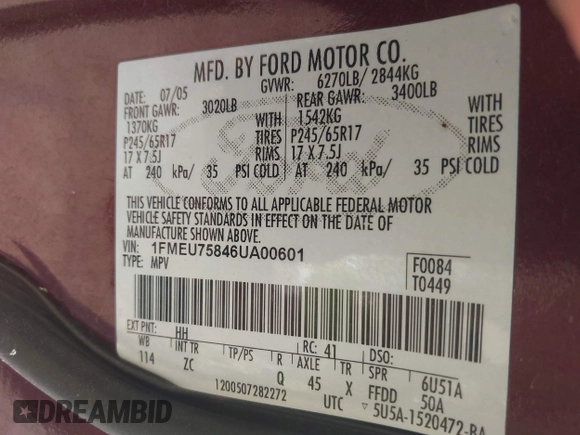 MFD. BY FORD MOTOR CO.
DATE: 07/05 GVWR: 6270LB/ 2844KG
FRONT GAWR: 3020LB REAR GAWR: 3400LB
1370KG WITH 1542KG WITH
P245/65R17 TIRES P245/65R17 TIRES
17 X 7.5J RIMS 17 X 7.5J RIMS
AT 240 kPa/ 35 PSI COLD AT 240 kPa/ 35 PSI COLD
THIS VEHICLE CONFORMS TO ALL APPLICABLE FEDERAL MOTOR
VEHICLE SAFETY STANDARDS IN EFFECT ON THE DATE OF
MANUFACTURE SHOWN ABOVE.
VIN: 1FMEU75846UA00601
TYPE: MPV
F0084
T0449
EXT PNT: HH RC: 41 DSO:
WB INT TR TP/PS R AXLE TR SPR 6U51A
114 ZC Q 45 X FFDD 50A
1200507282272 UTC ▽ 5U5A-1520472-BA
DREAMBID